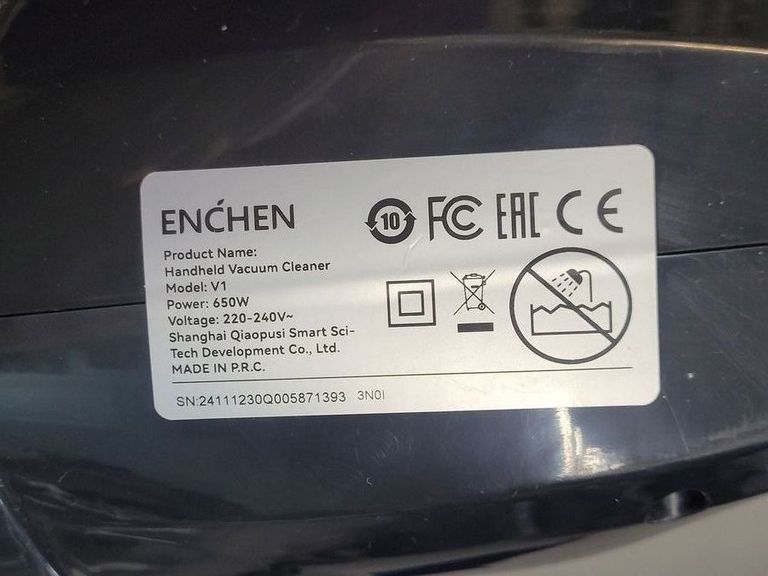 ENCHEN
10 FC EAC CE
Product Name:
Handheld Vacuum Cleaner
Model: V1
Power: 650W
Voltage: 220-240V~
Shanghai Qiaopusi Smart Sci-
Tech Development Co., Ltd.
MADE IN P.R.C.
SN:24111230Q005871393 3N0I